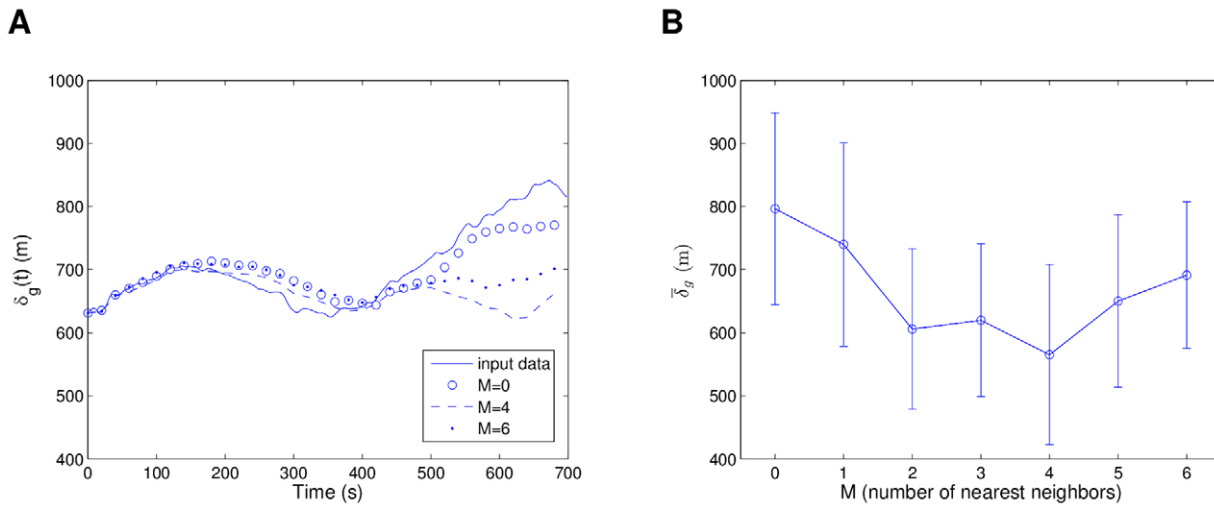 A
1000
900
800
700
600
500
400
δg(t) (m)
0 100 200 300 400 500 600 700
Time (s)
input data
M=0
M=4
M=6
B
1000
900
800
700
600
500
400
δ̅g (m)
0 1 2 3 4 5 6
M (number of nearest neighbors)